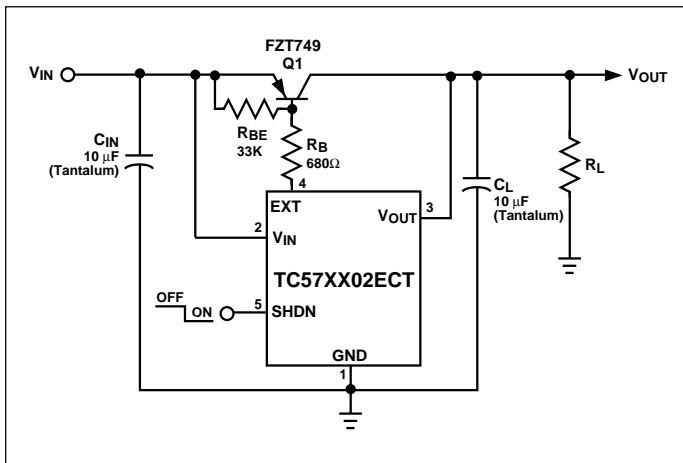 FZT749
Q1
VIN
VOUT
RBE
33K
RB
680Ω
CIN
10 µF
(Tantalum)
CL
10 µF
(Tantalum)
RL
4
EXT
VOUT
3
2
VIN
TC57XX02ECT
OFF
ON
5
SHDN
GND
1